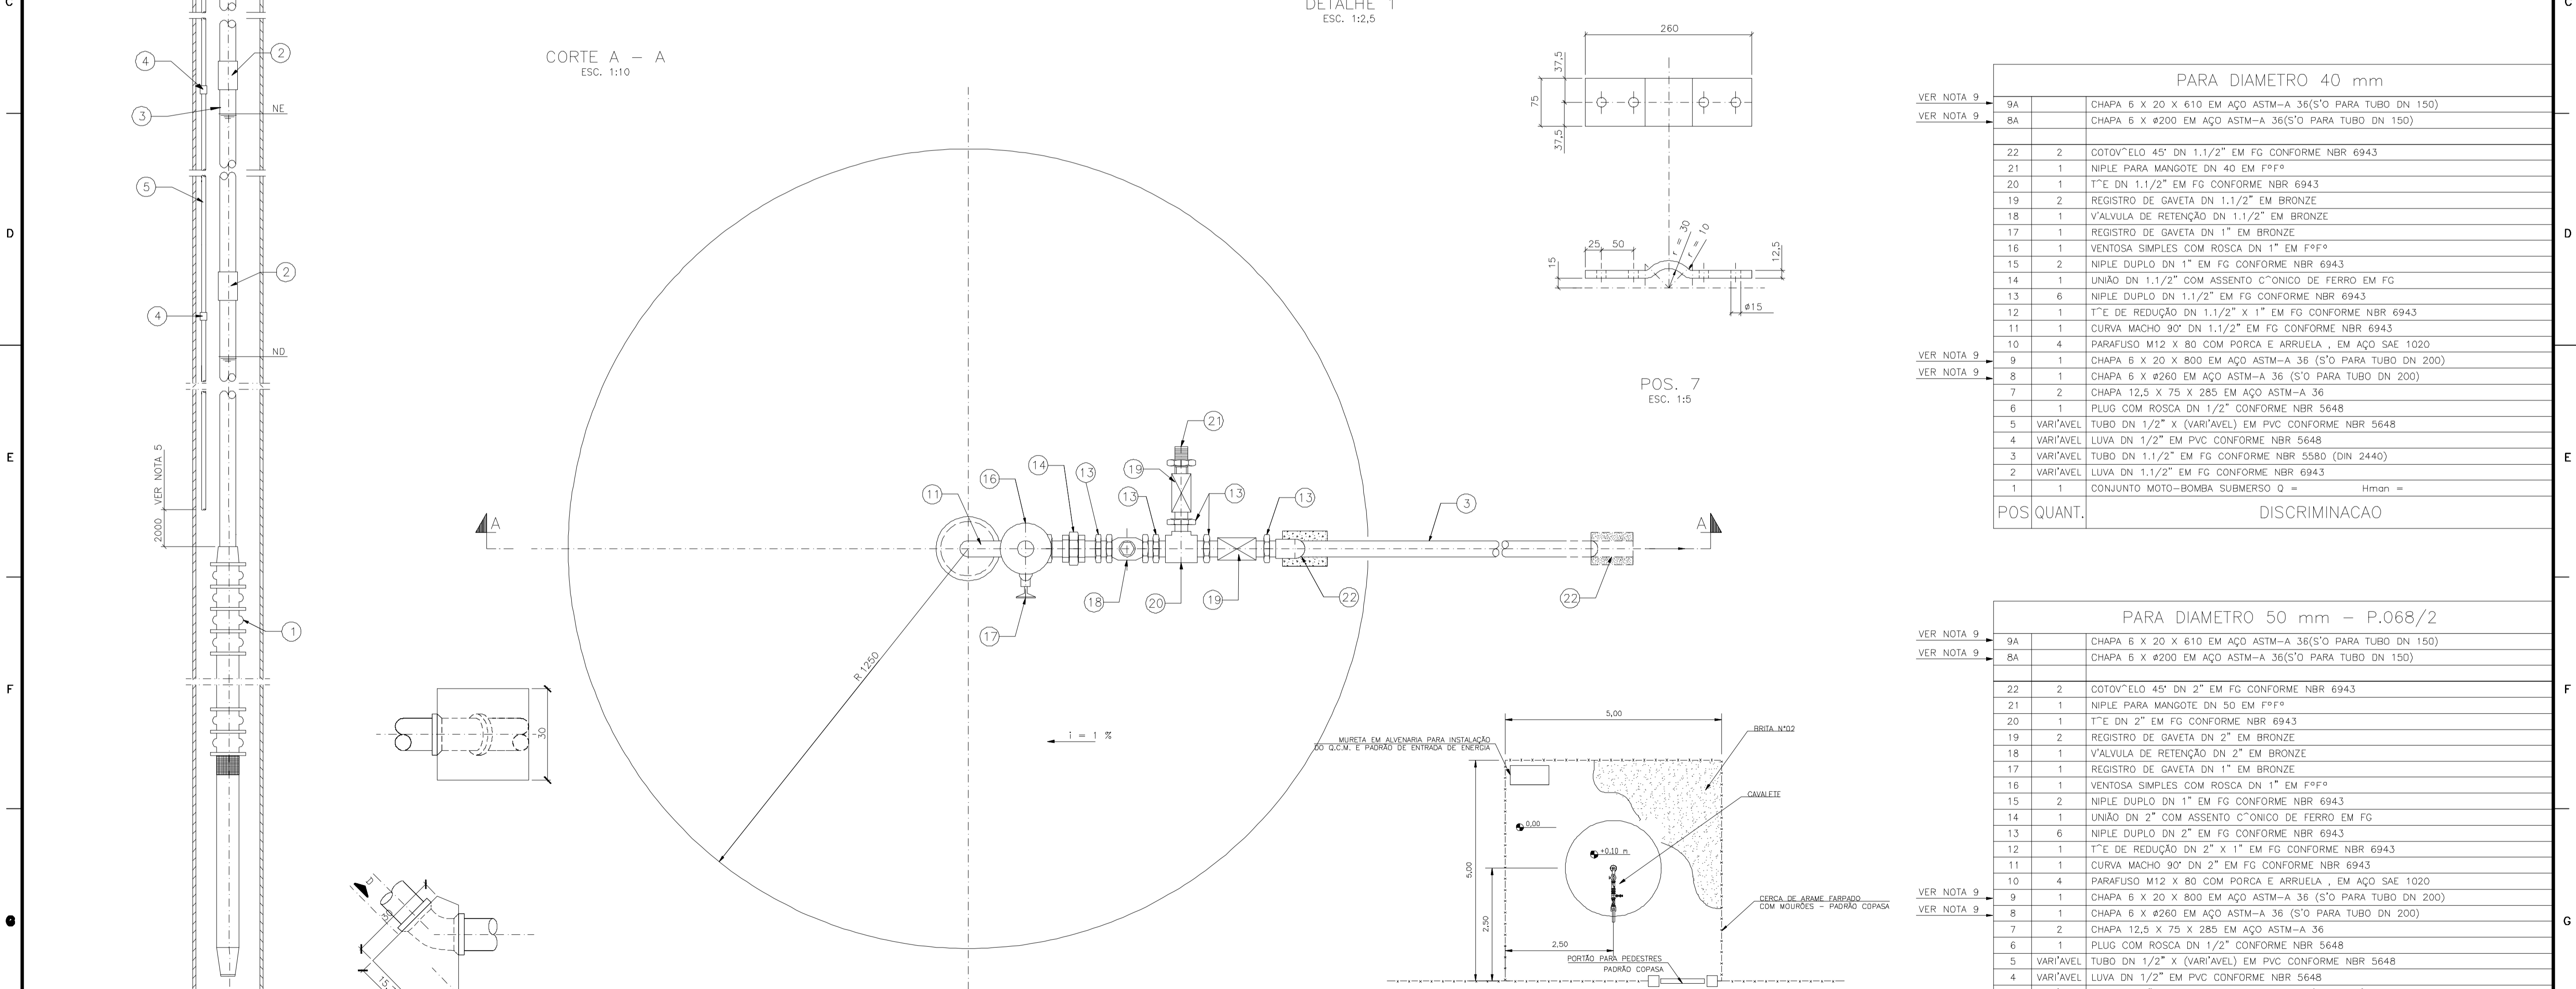 C
C
DETALHE 1
ESC. 1:2,5
CORTE A - A
ESC. 1:10
260
37,5
75
37,5
4
2
3
NE
5
2
4
ND
2000 VER NOTA 5
1
25
50
15
r = 30
r = 10
12,5
ø15
POS. 7
ESC. 1:5
D
D
E
E
F
F
G
G
A
A
11
16
14
13
13
19
21
13
13
3
17
18
20
19
22
22
R 1250
i = 1 %
30
D
30
5,00
MURETA EM ALVENARIA PARA INSTALAÇÃO
DO Q.C.M. E PADRÃO DE ENTRADA DE ENERGIA
BRITA N°02
CAVALETE
0,00
+0,10 m
5,00
2,50
2,50
CERCA DE ARAME FARPADO
COM MOURÕES - PADRÃO COPASA
PORTÃO PARA PEDESTRES
PADRÃO COPASA
PARA DIAMETRO 40 mm
VER NOTA 9 9A CHAPA 6 X 20 X 610 EM AÇO ASTM-A 36(S'O PARA TUBO DN 150)
VER NOTA 9 8A CHAPA 6 X ø200 EM AÇO ASTM-A 36(S'O PARA TUBO DN 150)
22 2 COTOV^ELO 45° DN 1.1/2" EM FG CONFORME NBR 6943
21 1 NIPLE PARA MANGOTE DN 40 EM FºFº
20 1 T^E DN 1.1/2" EM FG CONFORME NBR 6943
19 2 REGISTRO DE GAVETA DN 1.1/2" EM BRONZE
18 1 V'ALVULA DE RETENÇÃO DN 1.1/2" EM BRONZE
17 1 REGISTRO DE GAVETA DN 1" EM BRONZE
16 1 VENTOSA SIMPLES COM ROSCA DN 1" EM FºFº
15 2 NIPLE DUPLO DN 1" EM FG CONFORME NBR 6943
14 1 UNIÃO DN 1.1/2" COM ASSENTO C^ONICO DE FERRO EM FG
13 6 NIPLE DUPLO DN 1.1/2" EM FG CONFORME NBR 6943
12 1 T^E DE REDUÇÃO DN 1.1/2" X 1" EM FG CONFORME NBR 6943
11 1 CURVA MACHO 90° DN 1.1/2" EM FG CONFORME NBR 6943
10 4 PARAFUSO M12 X 80 COM PORCA E ARRUELA , EM AÇO SAE 1020
VER NOTA 9 9 1 CHAPA 6 X 20 X 800 EM AÇO ASTM-A 36 (S'O PARA TUBO DN 200)
VER NOTA 9 8 1 CHAPA 6 X ø260 EM AÇO ASTM-A 36 (S'O PARA TUBO DN 200)
7 2 CHAPA 12,5 X 75 X 285 EM AÇO ASTM-A 36
6 1 PLUG COM ROSCA DN 1/2" CONFORME NBR 5648
5 VARI'AVEL TUBO DN 1/2" X (VARI'AVEL) EM PVC CONFORME NBR 5648
4 VARI'AVEL LUVA DN 1/2" EM PVC CONFORME NBR 5648
3 VARI'AVEL TUBO DN 1.1/2" EM FG CONFORME NBR 5580 (DIN 2440)
2 VARI'AVEL LUVA DN 1.1/2" EM FG CONFORME NBR 6943
1 1 CONJUNTO MOTO-BOMBA SUBMERSO Q = Hman =
POS QUANT. DISCRIMINACAO
PARA DIAMETRO 50 mm - P.068/2
VER NOTA 9 9A CHAPA 6 X 20 X 610 EM AÇO ASTM-A 36(S'O PARA TUBO DN 150)
VER NOTA 9 8A CHAPA 6 X ø200 EM AÇO ASTM-A 36(S'O PARA TUBO DN 150)
22 2 COTOV^ELO 45° DN 2" EM FG CONFORME NBR 6943
21 1 NIPLE PARA MANGOTE DN 50 EM FºFº
20 1 T^E DN 2" EM FG CONFORME NBR 6943
19 2 REGISTRO DE GAVETA DN 2" EM BRONZE
18 1 V'ALVULA DE RETENÇÃO DN 2" EM BRONZE
17 1 REGISTRO DE GAVETA DN 1" EM BRONZE
16 1 VENTOSA SIMPLES COM ROSCA DN 1" EM FºFº
15 2 NIPLE DUPLO DN 1" EM FG CONFORME NBR 6943
14 1 UNIÃO DN 2" COM ASSENTO C^ONICO DE FERRO EM FG
13 6 NIPLE DUPLO DN 2" EM FG CONFORME NBR 6943
12 1 T^E DE REDUÇÃO DN 2" X 1" EM FG CONFORME NBR 6943
11 1 CURVA MACHO 90° DN 2" EM FG CONFORME NBR 6943
10 4 PARAFUSO M12 X 80 COM PORCA E ARRUELA , EM AÇO SAE 1020
VER NOTA 9 9 1 CHAPA 6 X 20 X 800 EM AÇO ASTM-A 36 (S'O PARA TUBO DN 200)
VER NOTA 9 8 1 CHAPA 6 X ø260 EM AÇO ASTM-A 36 (S'O PARA TUBO DN 200)
7 2 CHAPA 12,5 X 75 X 285 EM AÇO ASTM-A 36
6 1 PLUG COM ROSCA DN 1/2" CONFORME NBR 5648
5 VARI'AVEL TUBO DN 1/2" X (VARI'AVEL) EM PVC CONFORME NBR 5648
4 VARI'AVEL LUVA DN 1/2" EM PVC CONFORME NBR 5648